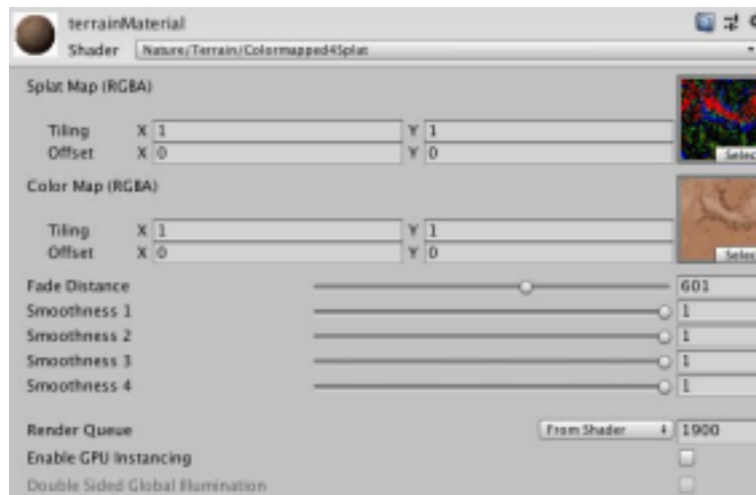 terrainMaterial
Shader Nature/Terrain/Colormapped4Splat
Splat Map (RGBA)
Tiling X 1 Y 1
Offset X 0 Y 0
Select
Color Map (RGBA)
Tiling X 1 Y 1
Offset X 0 Y 0
Select
Fade Distance 601
Smoothness 1 1
Smoothness 2 1
Smoothness 3 1
Smoothness 4 1
Render Queue From Shader 1900
Enable GPU Instancing
Double Sided Global Illumination